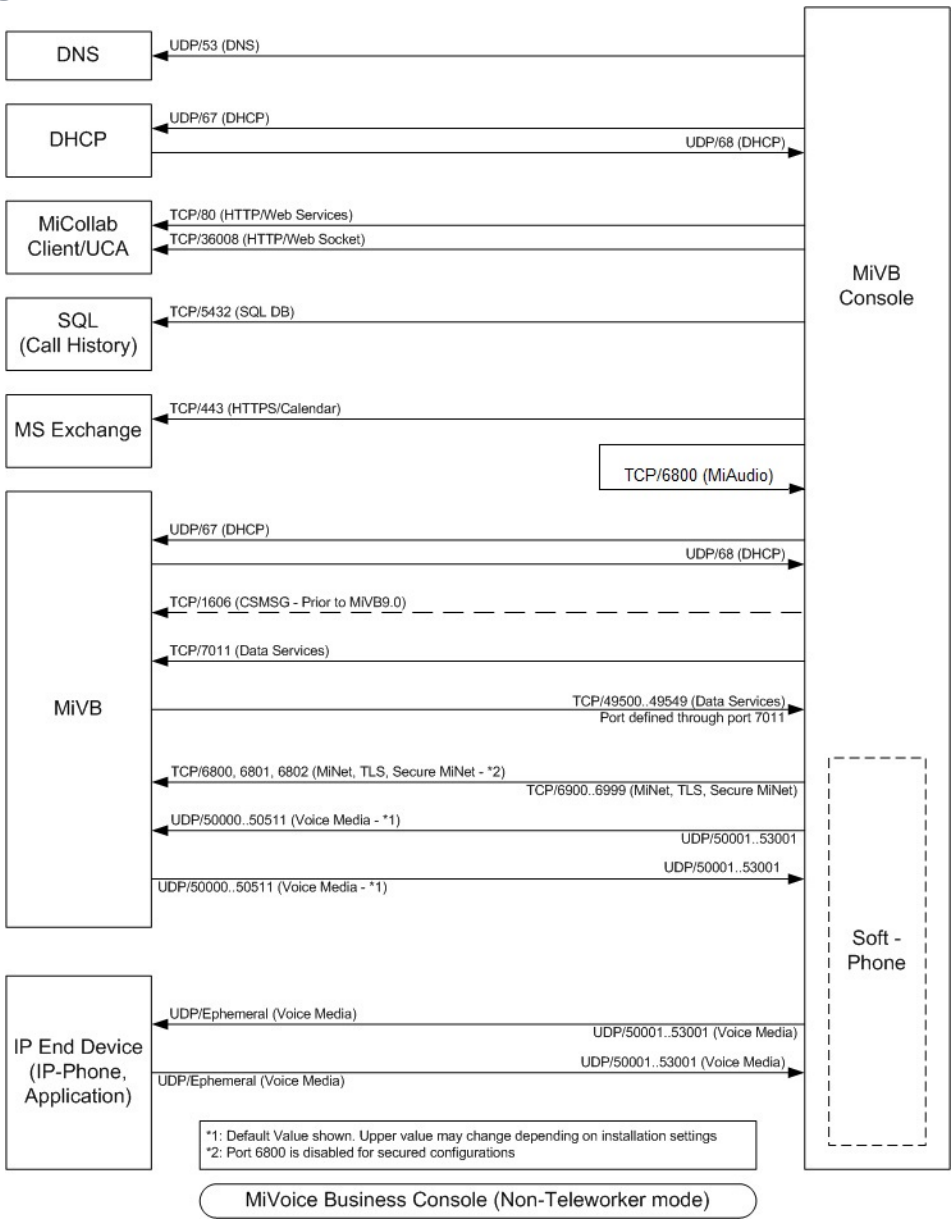 DNS
UDP/53 (DNS)
DHCP
UDP/67 (DHCP)
UDP/68 (DHCP)
MiCollab
Client/UCA
TCP/80 (HTTP/Web Services)
TCP/36008 (HTTP/Web Socket)
MiVB
Console
SQL
(Call History)
TCP/5432 (SQL DB)
MS Exchange
TCP/443 (HTTPS/Calendar)
TCP/6800 (MiAudio)
MiVB
UDP/67 (DHCP)
UDP/68 (DHCP)
TCP/1606 (CSMSG - Prior to MiVB9.0)
TCP/7011 (Data Services)
TCP/49500..49549 (Data Services)
Port defined through port 7011
TCP/6800, 6801, 6802 (MiNet, TLS, Secure MiNet - *2)
TCP/6900..6999 (MiNet, TLS, Secure MiNet)
UDP/50000..50511 (Voice Media - *1)
UDP/50001..53001
UDP/50001..53001
UDP/50000..50511 (Voice Media - *1)
Soft -
Phone
IP End Device
(IP-Phone,
Application)
UDP/Ephemeral (Voice Media)
UDP/50001..53001 (Voice Media)
UDP/50001..53001 (Voice Media)
UDP/Ephemeral (Voice Media)
*1: Default Value shown. Upper value may change depending on installation settings
*2: Port 6800 is disabled for secured configurations
MiVoice Business Console (Non-Teleworker mode)